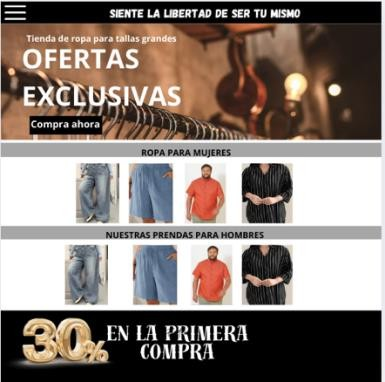 SIENTE LA LIBERTAD DE SER TU MISMO
Tienda de ropa para tallas grandes
OFERTAS
EXCLUSIVAS
Compra ahora
ROPA PARA MUJERES
NUESTRAS PRENDAS PARA HOMBRES
30% EN LA PRIMERA
COMPRA